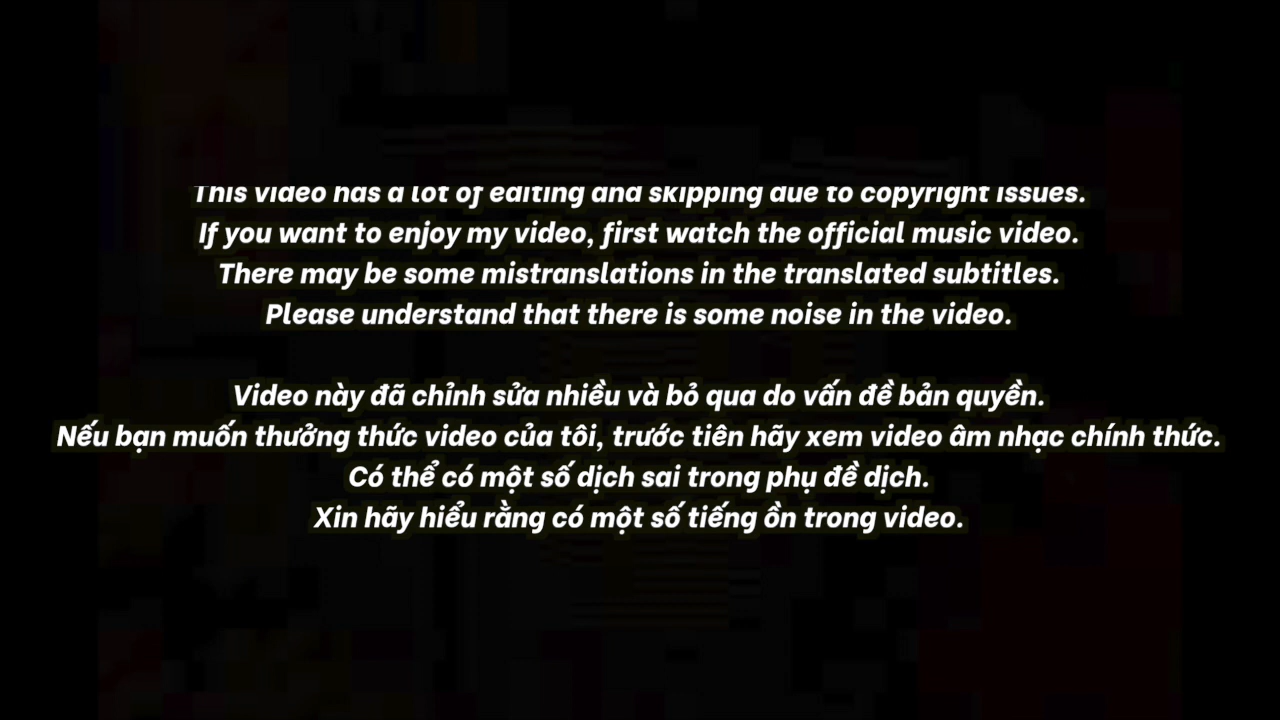 This video has a lot of editing and skipping due to copyright issues.
If you want to enjoy my video, first watch the official music video.
There may be some mistranslations in the translated subtitles.
Please understand that there is some noise in the video.
Video này đã chỉnh sửa nhiều và bỏ qua do vấn đề bản quyền.
Nếu bạn muốn thưởng thức video của tôi, trước tiên hãy xem video âm nhạc chính thức.
Có thể có một số dịch sai trong phụ đề dịch.
Xin hãy hiểu rằng có một số tiếng ồn trong video.